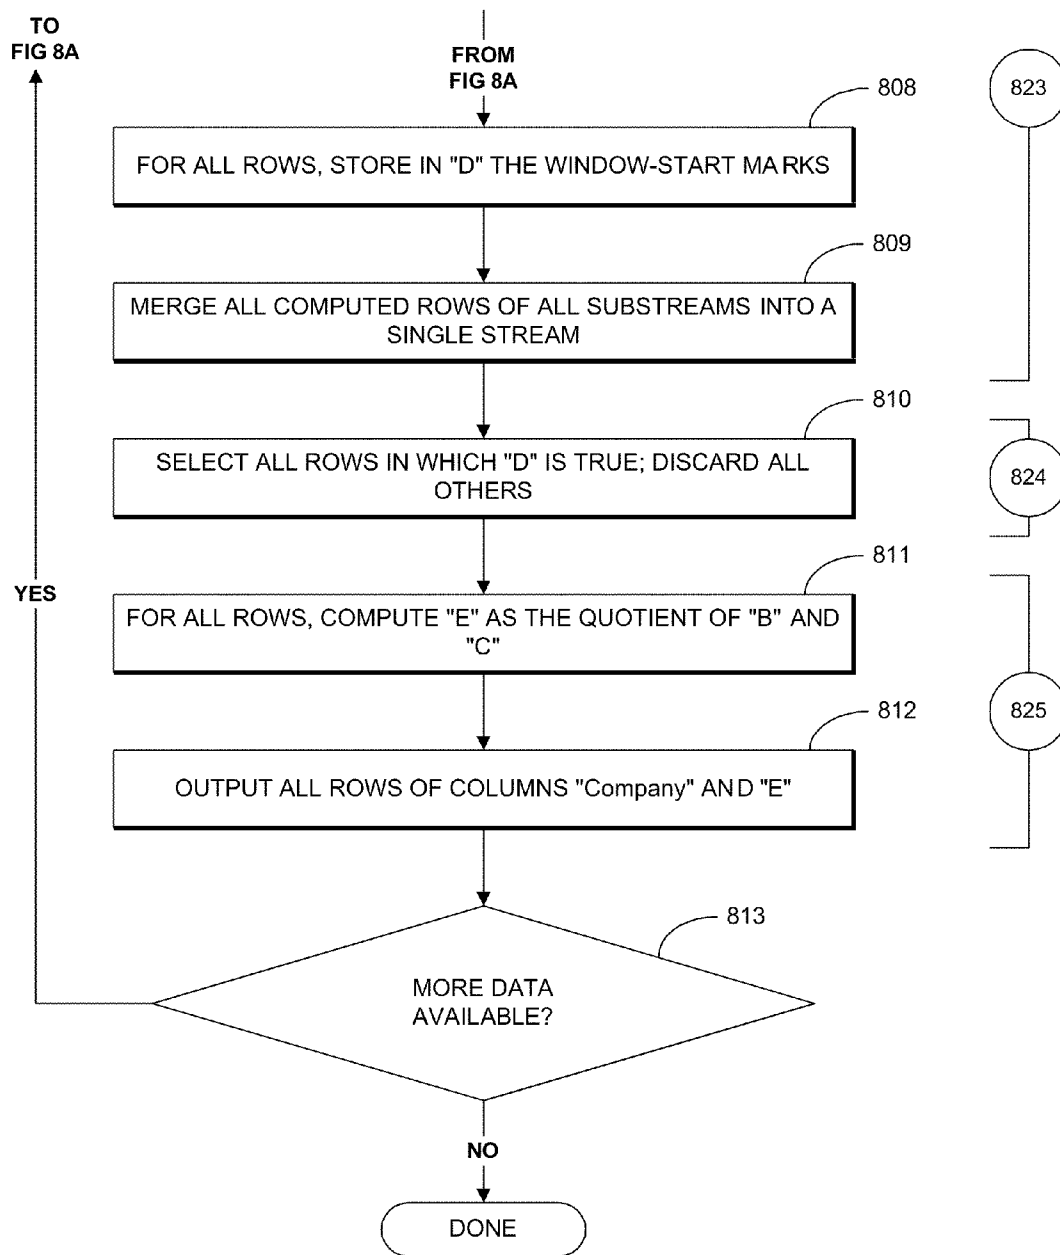 TO
FIG 8A
FROM
FIG 8A
808
823
FOR ALL ROWS, STORE IN "D" THE WINDOW-START MARKS
809
MERGE ALL COMPUTED ROWS OF ALL SUBSTREAMS INTO A
SINGLE STREAM
810
SELECT ALL ROWS IN WHICH "D" IS TRUE; DISCARD ALL
OTHERS
824
811
YES
FOR ALL ROWS, COMPUTE "E" AS THE QUOTIENT OF "B" AND
"C"
812
825
OUTPUT ALL ROWS OF COLUMNS "Company" AND "E"
813
MORE DATA
AVAILABLE?
NO
DONE